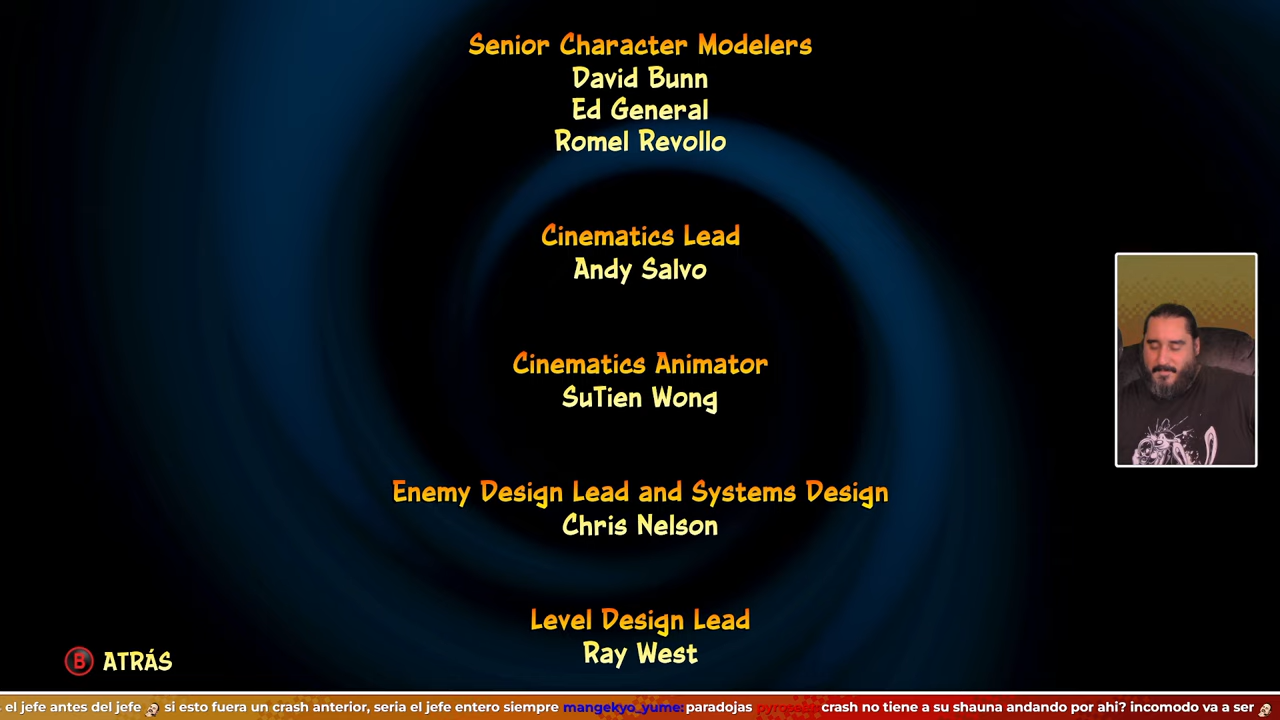 Senior Character Modelers
David Bunn
Ed General
Romel Revollo
Cinematics Lead
Andy Salvo
Cinematics Animator
SuTien Wong
Enemy Design Lead and Systems Design
Chris Nelson
Level Design Lead
Ray West
B ATRÁS
el jefe antes del jefe si esto fuera un crash anterior, seria el jefe entero siempre mangekyo_yume: paradojas crash no tiene a su shauna andando por ahi? incomodo va a ser